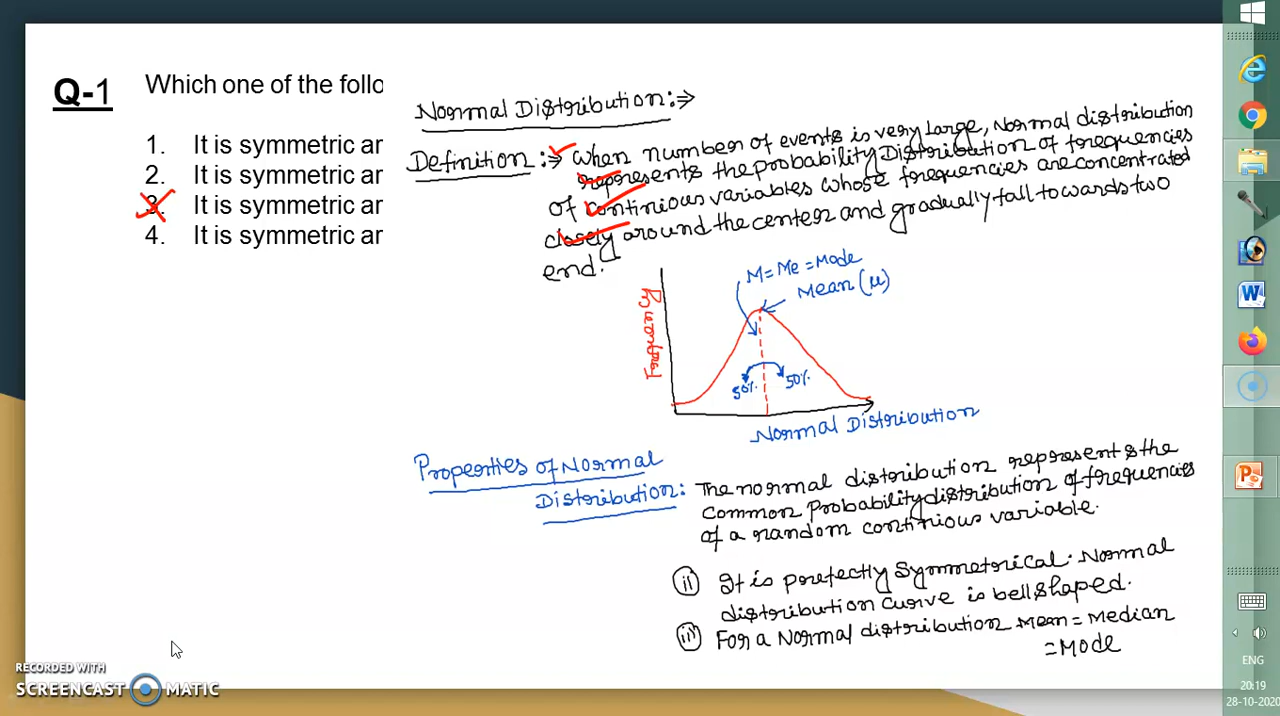 Q-1
Which one of the follo
1. It is symmetric an
2. It is symmetric an
3. It is symmetric an
4. It is symmetric an
Normal Distribution:⇒
Definition:⇒ When number of events is very large, Normal distribution
represents the probability Distribution of frequencies
of continious variables whose frequencies are concentrated
closely around the center and gradually fall towards two
end.
M=Me=Mode
Mean (μ)
Frequency
50% 50%
Normal Distribution
Properties of Normal
Distribution: The normal distribution represents the
common Probability distribution of frequencies
of a random continious variable.
(ii) It is prefectly Symmetrical. Normal
distribution Curve is bell shaped.
(iii) For a Normal distribution Mean = Median
= Mode
RECORDED WITH
SCREENCAST MATIC
ENG
20:19
28-10-2020